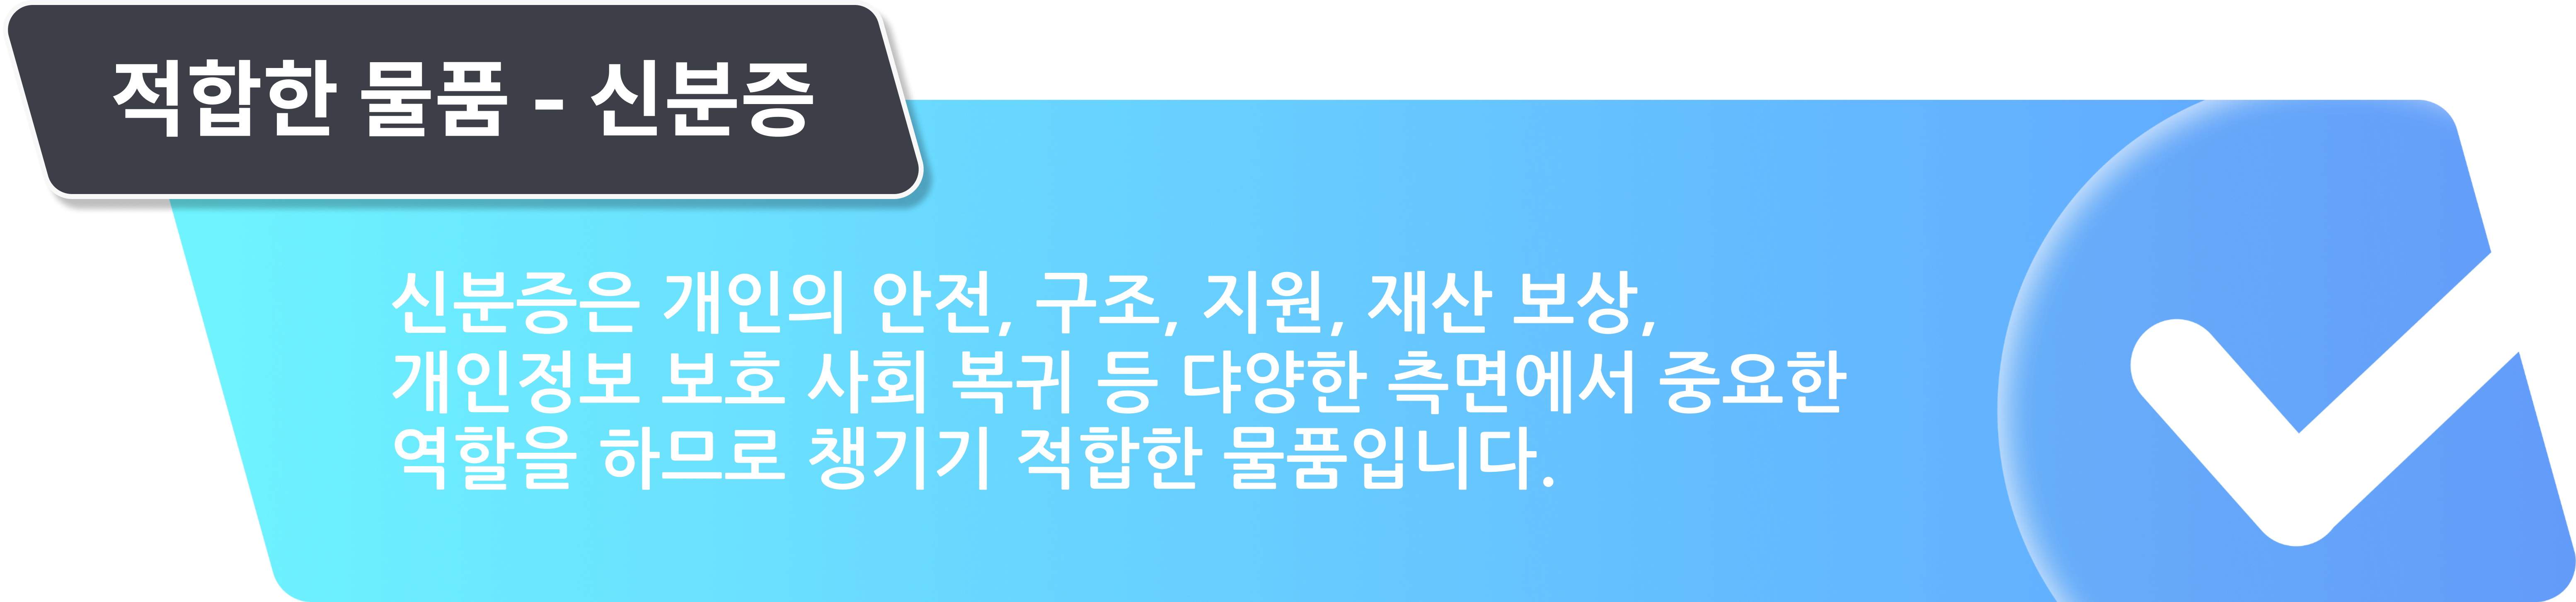 적합한 물품 - 신분증
신분증은 개인의 안전, 구조, 지원, 재산 보상,
개인정보 보호 사회 복귀 등 댜양한 측면에서 중요한
역할을 하므로 챙기기 적합한 물품입니다.